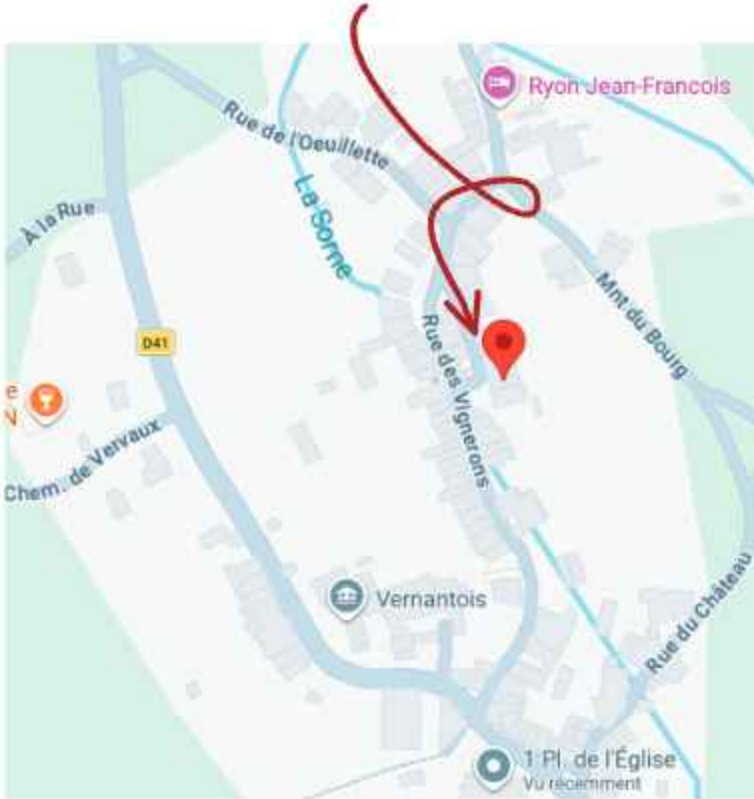 Ryon Jean-Francois
Rue de l'Oeuillette
À la Rue
La Sorne
Mnt du Bourg
D41
Rue des Vignerons
Chem. de Vervaux
Vernantois
Rue du Château
1 Pl. de l'Église
Vu récemment